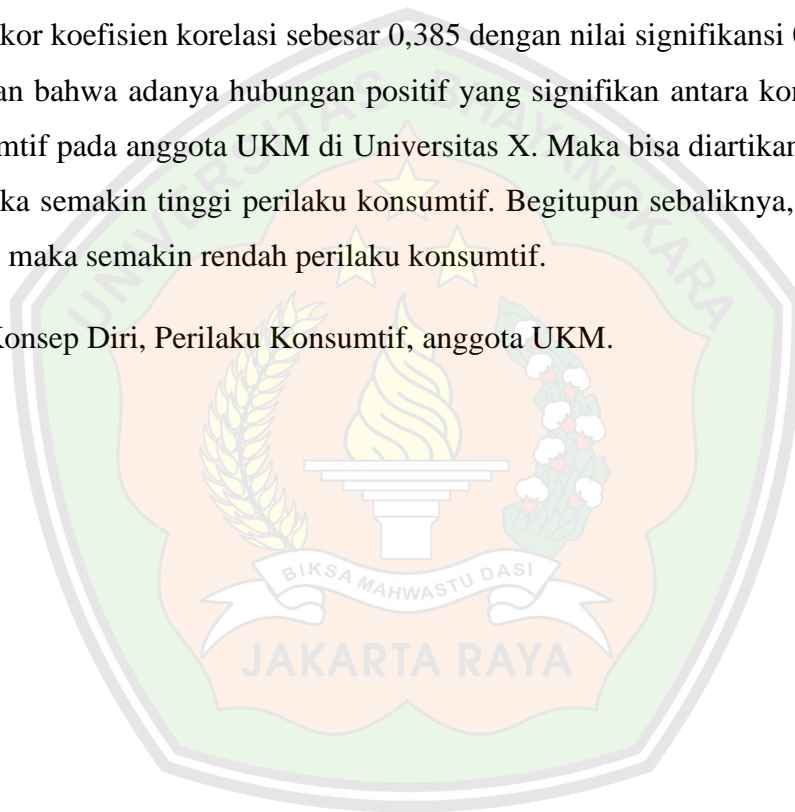 kor koefisien korelasi sebesar 0,385 dengan nilai signifikansi
an bahwa adanya hubungan positif yang signifikan antara
mtif pada anggota UKM di Universitas X. Maka bisa diartikan
ka semakin tinggi perilaku konsumtif. Begitupun sebaliknya,
maka semakin rendah perilaku konsumtif.
Konsep Diri, Perilaku Konsumtif, anggota UKM.
UNIVERSITAS BHAYANGKARA
BIKSA MAHWASTU DASI
JAKARTA RAYA